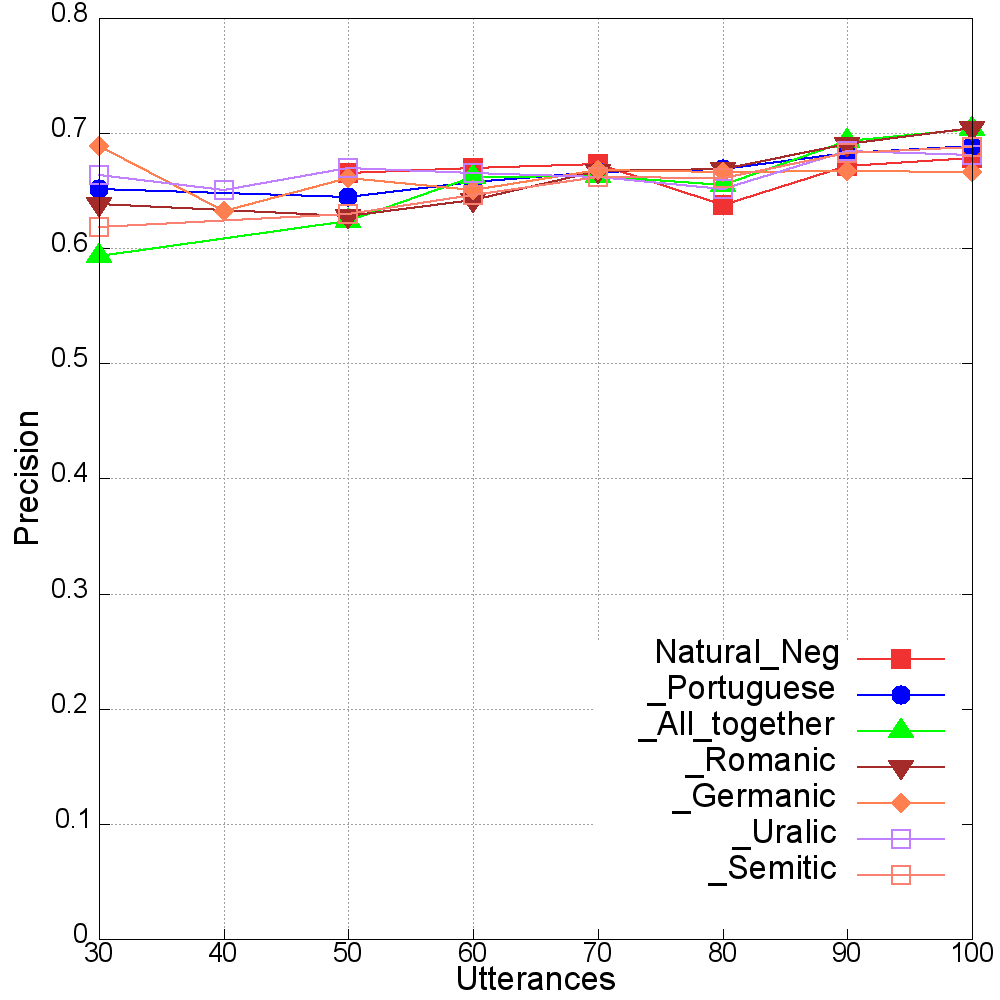 0.8
0.7
0.6
0.5
0.4
0.3
0.2
0.1
0
Precision
Natural_Neg
_Portuguese
_All_together
_Romanic
_Germanic
_Uralic
_Semitic
30 40 50 60 70 80 90 100
Utterances